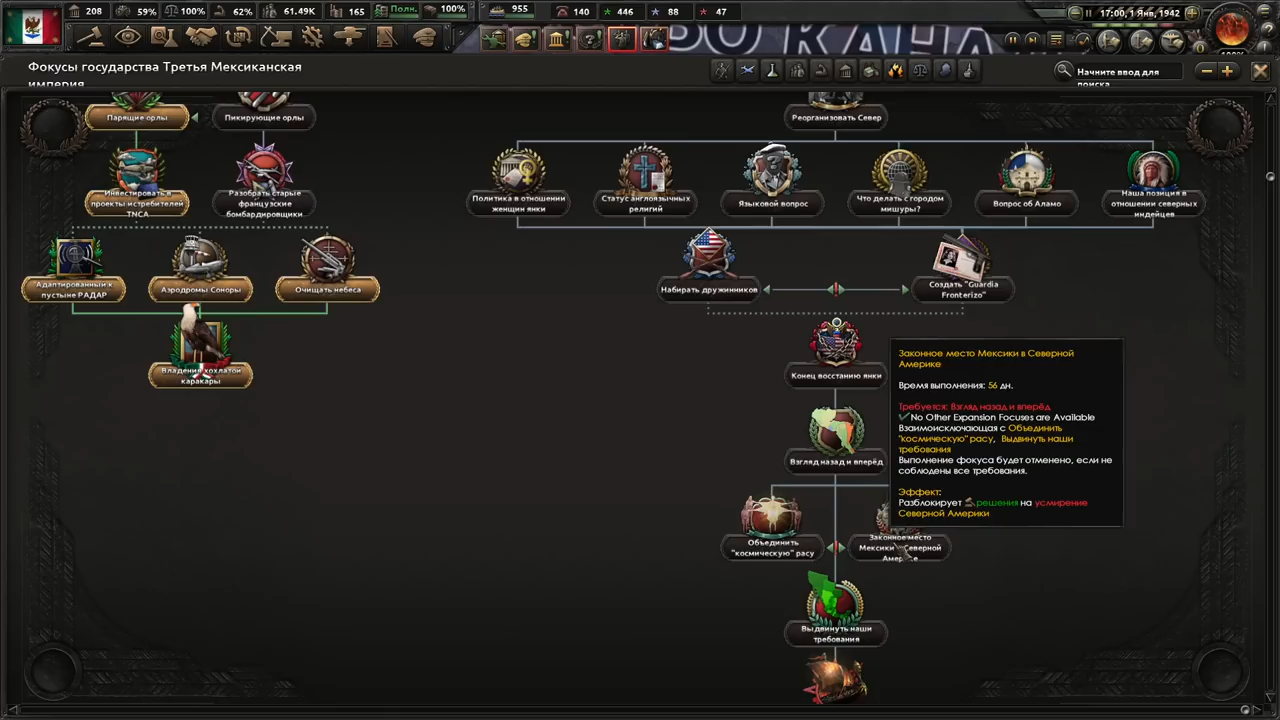 208 59% 100% 62% 61.49K 165 Полн. 100% 955 140 446 88 47 17:00, 1 Янв, 1942
Фокусы государства Третья Мексиканская
империя
Начните ввод для
поиска
Парящие орлы
Пикирующие орлы
Реорганизовать Север
Инвестировать в
проекты истребителей
TNCA
Разобрать старые
французские
бомбардировщики
Политика в отношении
женщин янки
Статус англоязычных
религий
Языковой вопрос
Что делать с городом
мишуры?
Вопрос об Аламо
Наша позиция в
отношении северных
индейцев
Адаптированный к
пустыне РАДАР
Аэродромы Соноры
Очищать небеса
Набирать дружинников
Создать "Guardia
Fronterizo"
Владения хохлатой
каракары
Конец восстанию янки
Законное место Мексики в Северной
Америке
Время выполнения: 56 дн.
Требуется: Взгляд назад и вперёд
No Other Expansion Focuses are Available
Взаимоисключающая с Объединить
"космическую" расу, Выдвинуть наши
требования
Выполнение фокуса будет отменено, если не
соблюдены все требования.
Эффект:
Разблокирует решения на усмирение
Северной Америки
Взгляд назад и вперёд
Объединить
"космическую" расу
Законное место
Мексики в Северной
Америке
Выдвинуть наши
требования